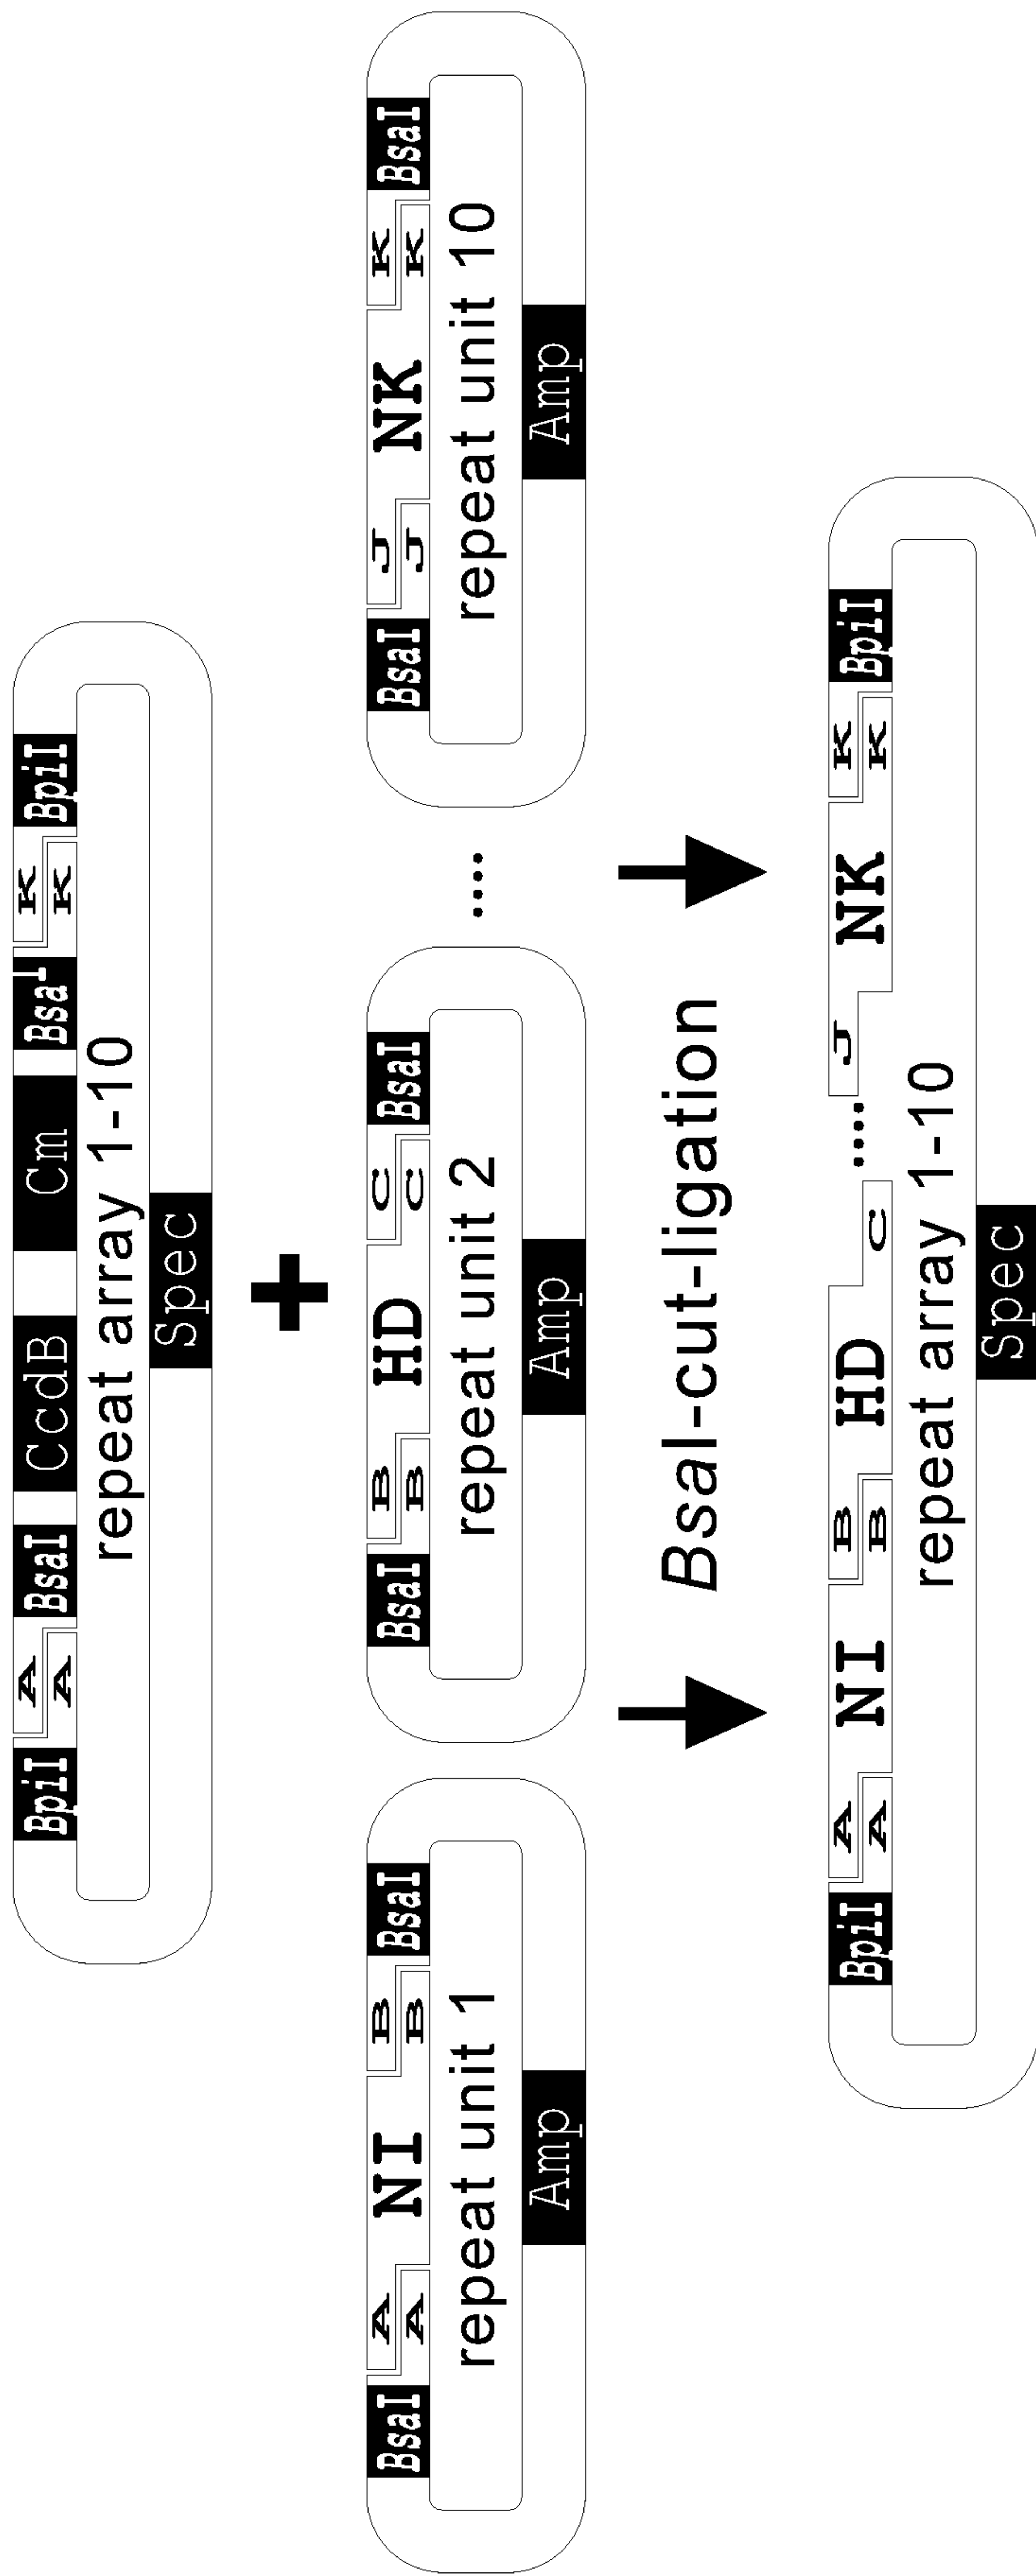 BpiI A BsaI CcdB Cm BsaI K BpiI
A K
repeat array 1-10
Spec
+
BsaI A NI B BsaI
A B
repeat unit 1
Amp
BsaI B HD C BsaI
B C
repeat unit 2
Amp
....
BsaI J NK K BsaI
J K
repeat unit 10
Amp
BsaI-cut-ligation
BpiI A NI B HD .... J NK K BpiI
A B C K
repeat array 1-10
Spec